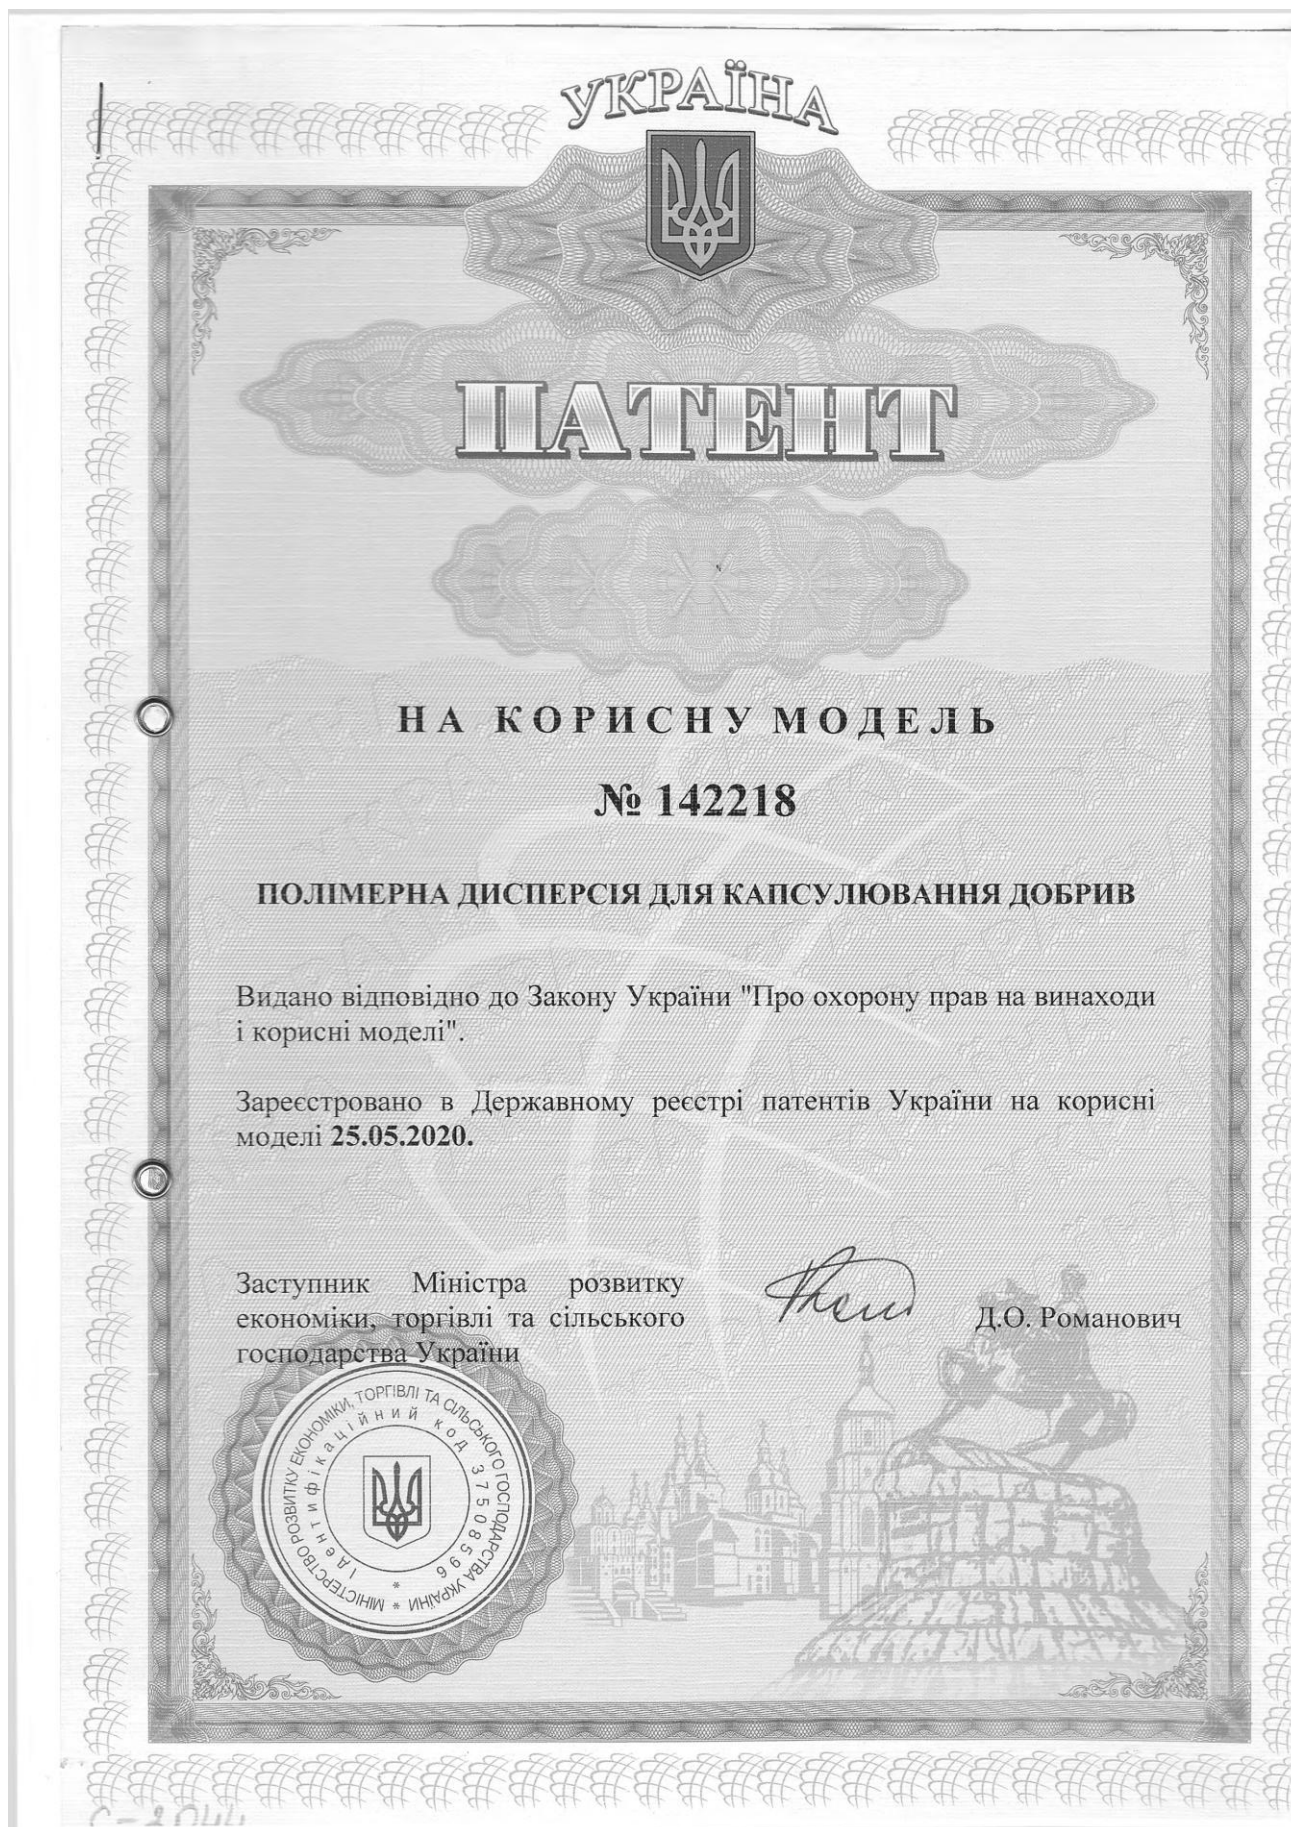 УКРАЇНА
ПАТЕНТ
НА КОРИСНУ МОДЕЛЬ
№ 142218
ПОЛІМЕРНА ДИСПЕРСІЯ ДЛЯ КАПСУЛЮВАННЯ ДОБРИВ
Видано відповідно до Закону України "Про охорону прав на винаходи
і корисні моделі".
Зареєстровано в Державному реєстрі патентів України на корисні
моделі 25.05.2020.
Заступник Міністра розвитку
економіки, торгівлі та сільського
господарства України
Д.О. Романович
МІНІСТЕРСТВО РОЗВИТКУ ЕКОНОМІКИ, ТОРГІВЛІ ТА СІЛЬСЬКОГО ГОСПОДАРСТВА УКРАЇНИ *
Ідентифікаційний код 37508596 *